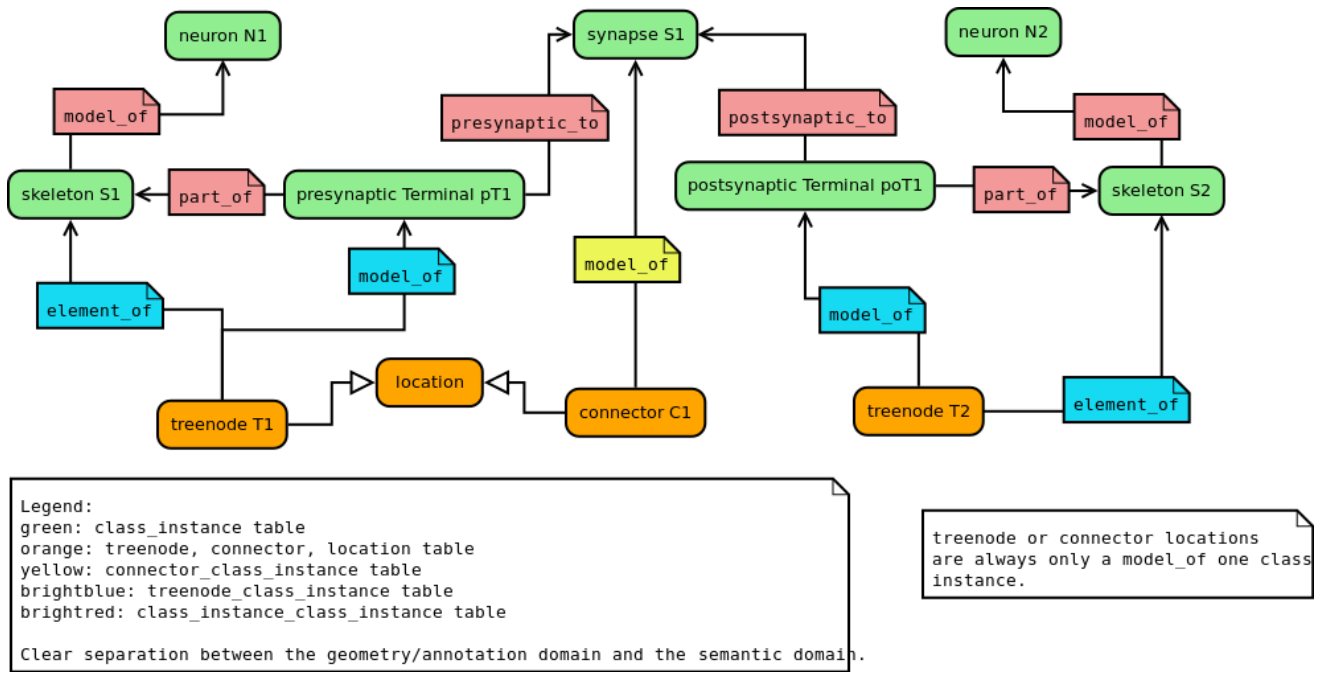 neuron N1
synapse S1
neuron N2
model_of
presynaptic_to
postsynaptic_to
model_of
skeleton S1
part_of
presynaptic Terminal pT1
postsynaptic Terminal poT1
part_of
skeleton S2
element_of
model_of
model_of
model_of
location
treenode T1
connector C1
treenode T2
element_of
Legend:
green: class_instance table
orange: treenode, connector, location table
yellow: connector_class_instance table
brightblue: treenode_class_instance table
brightred: class_instance_class_instance table
Clear separation between the geometry/annotation domain and the semantic domain.
treenode or connector locations
are always only a model_of one class
instance.